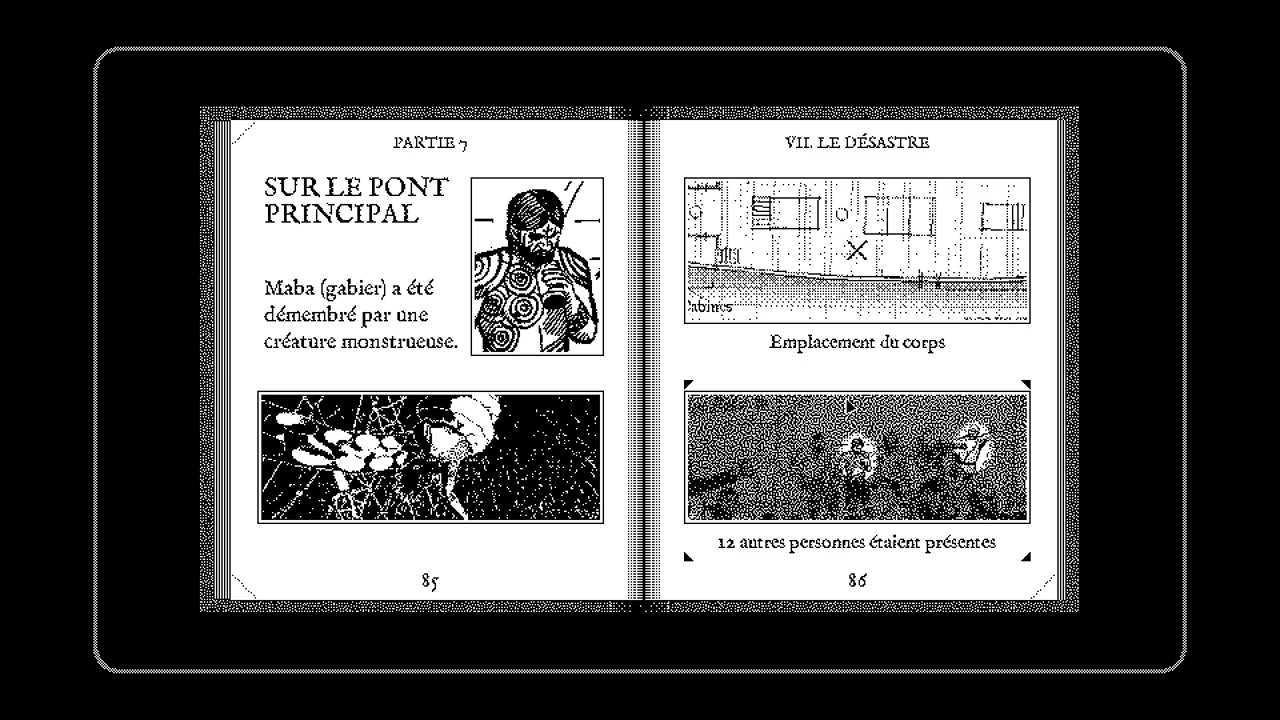 PARTIE 7
SUR LE PONT
PRINCIPAL
Maba (gabier) a été
démembré par une
créature monstrueuse.
85
VII. LE DÉSASTRE
Emplacement du corps
12 autres personnes étaient présentes
86